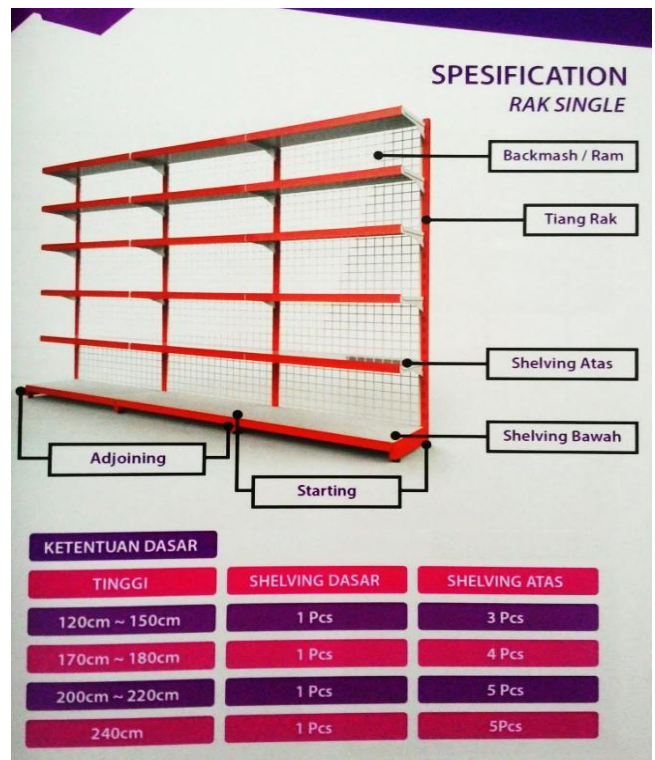 SPESIFICATION
RAK SINGLE
Backmash / Ram
Tiang Rak
Shelving Atas
Shelving Bawah
Adjoining
Starting
KETENTUAN DASAR
TINGGI SHELVING DASAR SHELVING ATAS
120cm ~ 150cm 1 Pcs 3 Pcs
170cm ~ 180cm 1 Pcs 4 Pcs
200cm ~ 220cm 1 Pcs 5 Pcs
240cm 1 Pcs 5Pcs